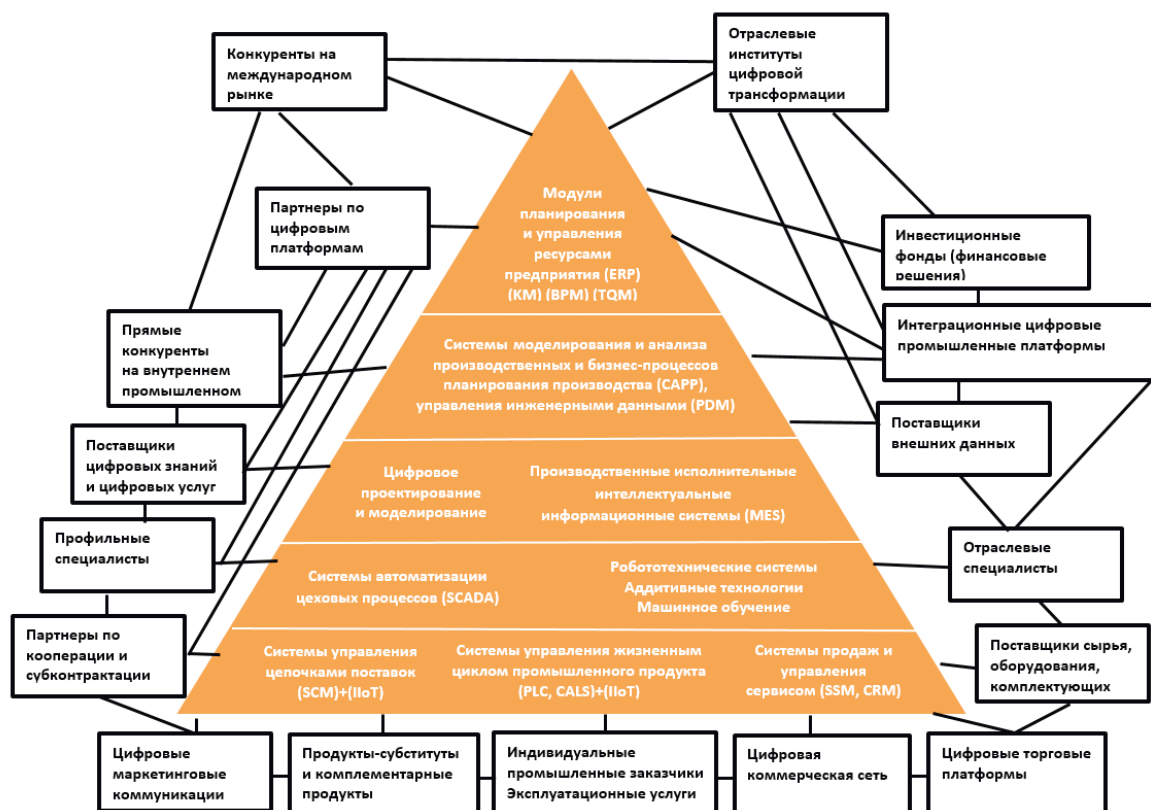 Конкуренты на
международном
рынке
Отраслевые
институты
цифровой
трансформации
Партнеры по
цифровым
платформам
Модули
планирования
и управления
ресурсами
предприятия (ERP)
(KM) (BPM) (TQM)
Инвестиционные
фонды (финансовые
решения)
Прямые
конкуренты
на внутреннем
промышленном
Системы моделирования и анализа
производственных и бизнес-процессов
планирования производства (CAPP),
управления инженерными данными (PDM)
Интеграционные цифровые
промышленные платформы
Поставщики
внешних данных
Поставщики
цифровых знаний
и цифровых услуг
Цифровое
проектирование
и моделирование
Производственные исполнительные
интеллектуальные
информационные системы (MES)
Профильные
специалисты
Системы автоматизации
цеховых процессов (SCADA)
Робототехнические системы
Аддитивные технологии
Машинное обучение
Отраслевые
специалисты
Партнеры по
кооперации и
субконтрактации
Системы управления
цепочками поставок
(SCM)+(IIoT)
Системы управления жизненным
циклом промышленного продукта
(PLC, CALS)+(IIoT)
Системы продаж и
управления
сервисом (SSM, CRM)
Поставщики сырья,
оборудования,
комплектующих
Цифровые
маркетинговые
коммуникации
Продукты-субституты
и комплементарные
продукты
Индивидуальные
промышленные заказчики
Эксплуатационные услуги
Цифровая
коммерческая сеть
Цифровые торговые
платформы